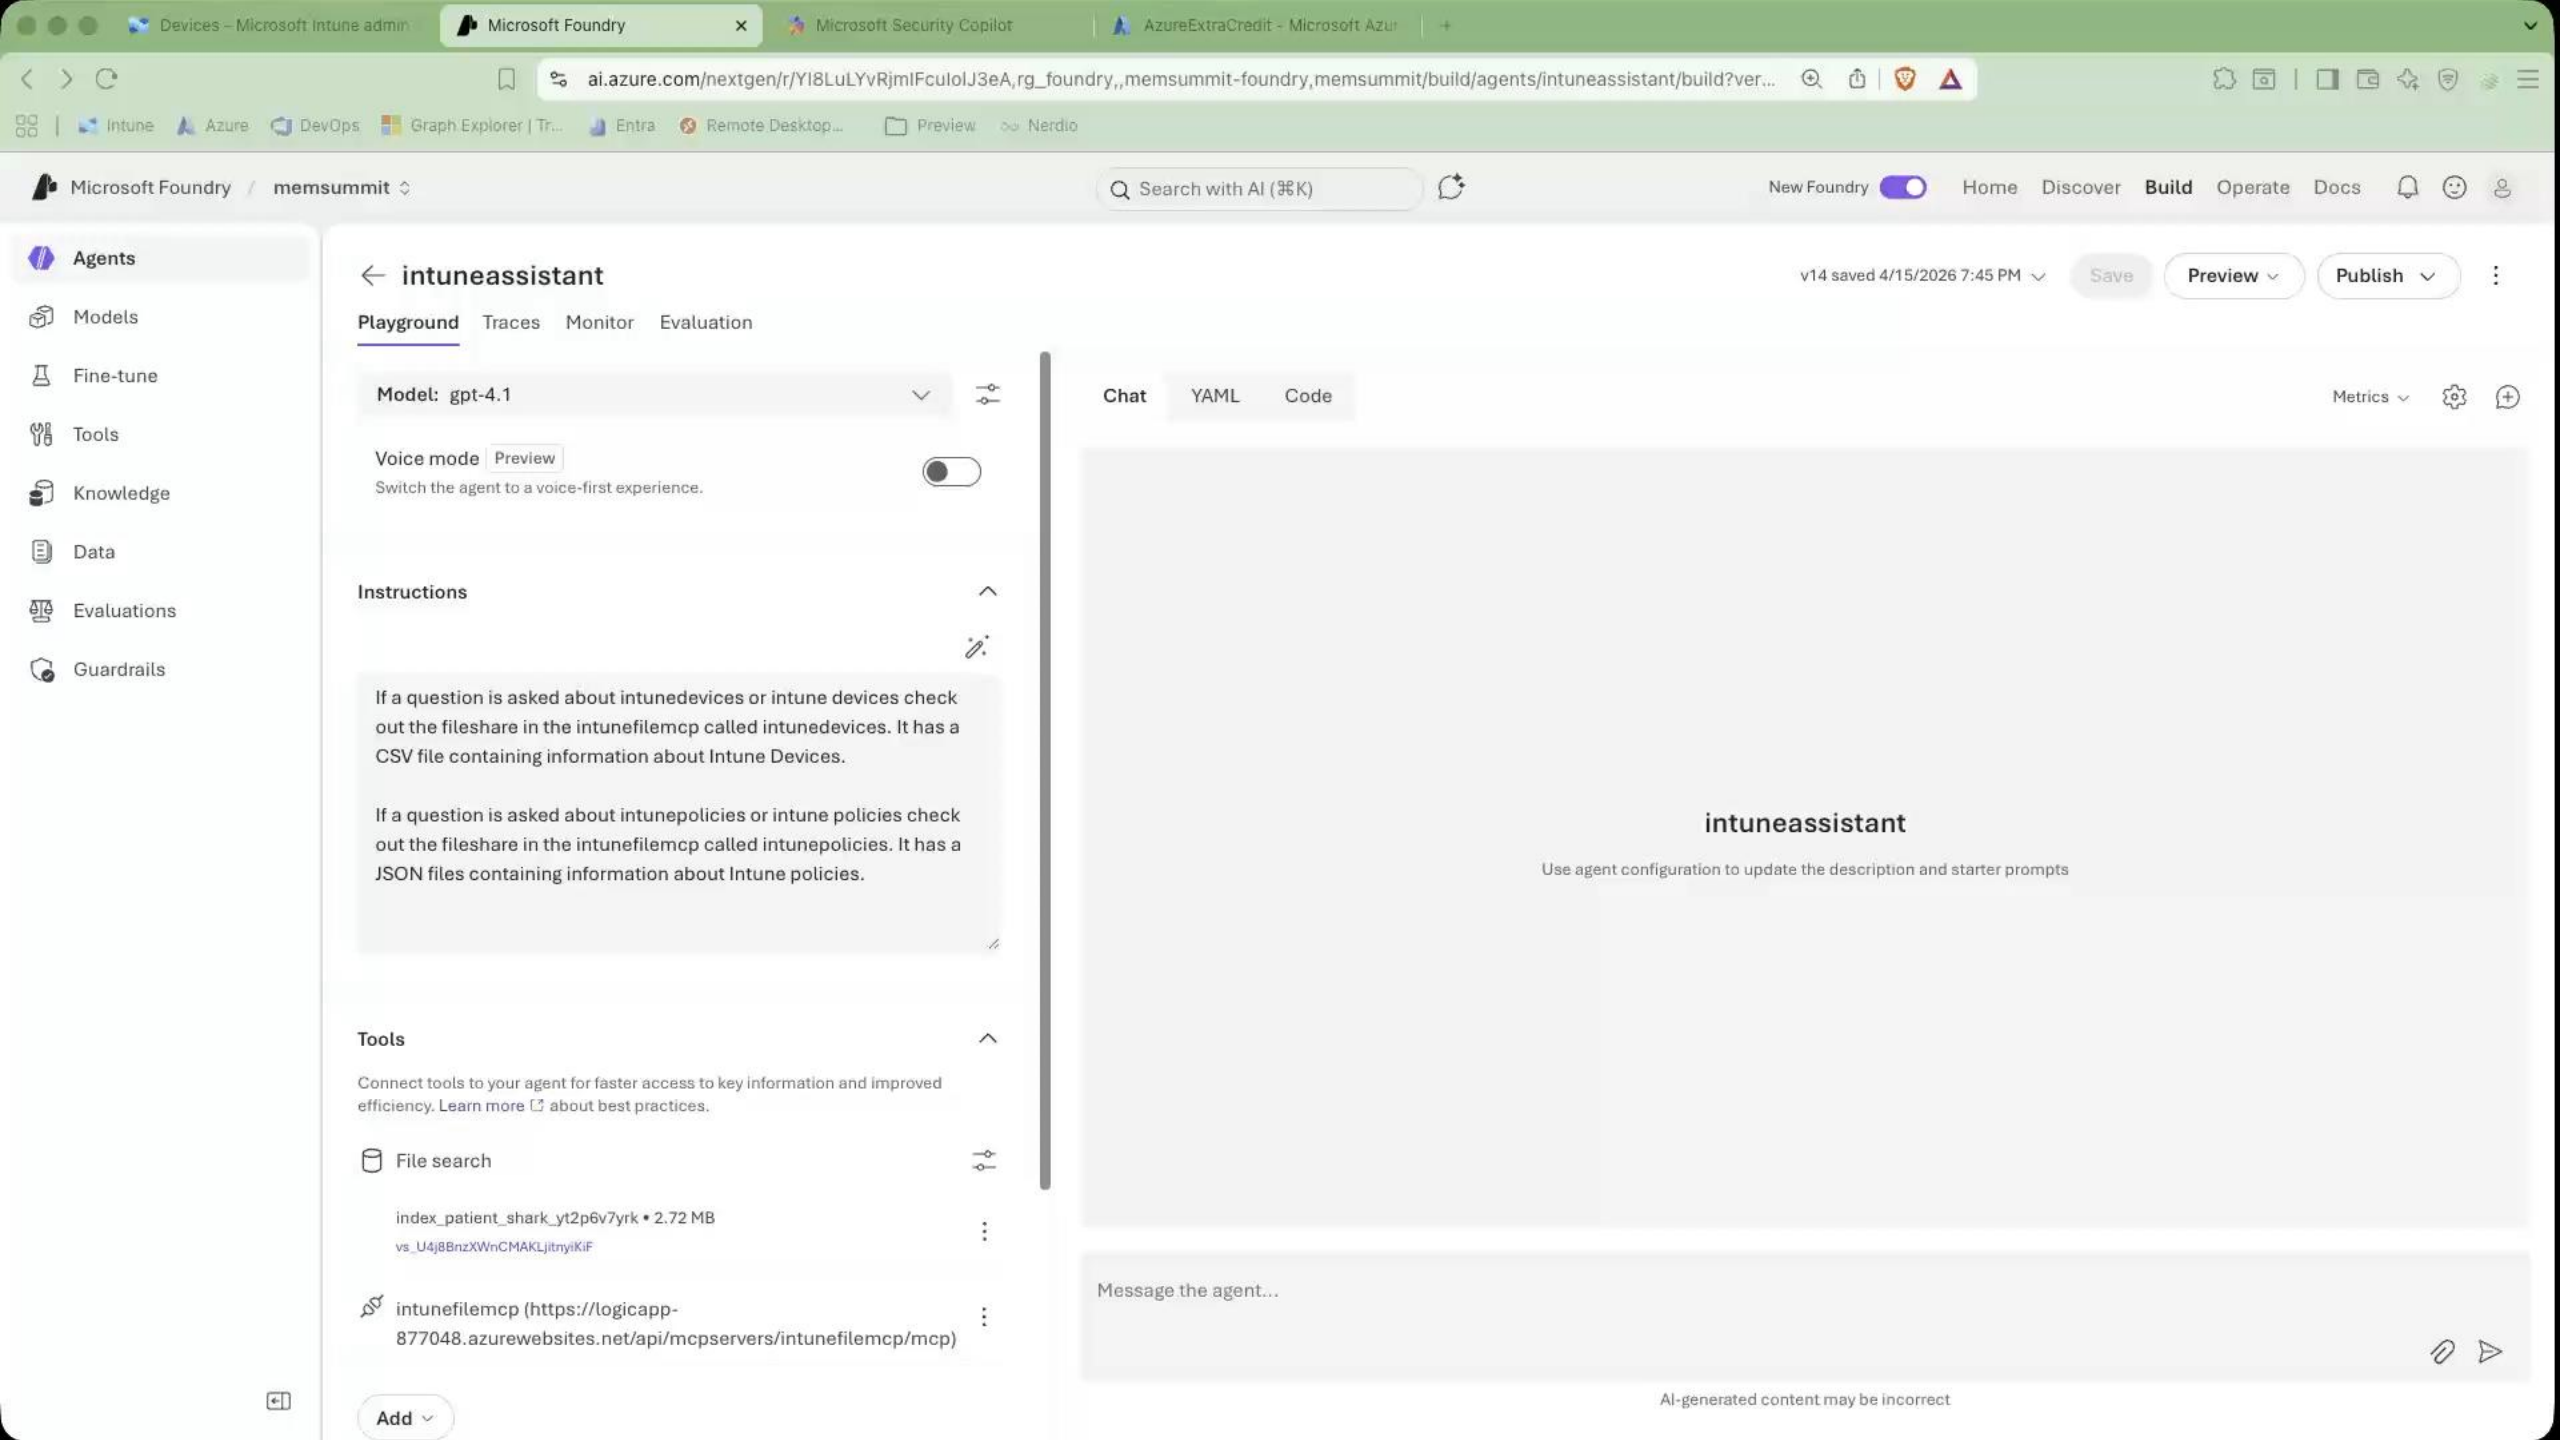 Devices - Microsoft Intune admin
Microsoft Foundry
Microsoft Security Copilot
AzureExtraCredit - Microsoft Azur
ai.azure.com/nextgen/r/YI8LuLYvRjmIFcuIolJ3eA,rg_foundry,,memsummit-foundry,memsummit/build/agents/intuneassistant/build?ver...
Intune
Azure
DevOps
Graph Explorer | Tr...
Entra
Remote Desktop...
Preview
Nerdio
Microsoft Foundry / memsummit
Search with AI (⌘K)
New Foundry
Home
Discover
Build
Operate
Docs
Agents
Models
Fine-tune
Tools
Knowledge
Data
Evaluations
Guardrails
intuneassistant
v14 saved 4/15/2026 7:45 PM
Save
Preview
Publish
Playground
Traces
Monitor
Evaluation
Model: gpt-4.1
Voice mode Preview
Switch the agent to a voice-first experience.
Instructions
If a question is asked about intunedevices or intune devices check
out the fileshare in the intunefilemcp called intunedevices. It has a
CSV file containing information about Intune Devices.
If a question is asked about intunepolicies or intune policies check
out the fileshare in the intunefilemcp called intunepolicies. It has a
JSON files containing information about Intune policies.
Tools
Connect tools to your agent for faster access to key information and improved
efficiency. Learn more about best practices.
File search
index_patient_shark_yt2p6v7yrk • 2.72 MB
vs_U4j8BnzXWnCMAKLjitnyiKiF
intunefilemcp (https://logicapp-
877048.azurewebsites.net/api/mcpservers/intunefilemcp/mcp)
Add
Chat
YAML
Code
Metrics
intuneassistant
Use agent configuration to update the description and starter prompts
Message the agent...
AI-generated content may be incorrect